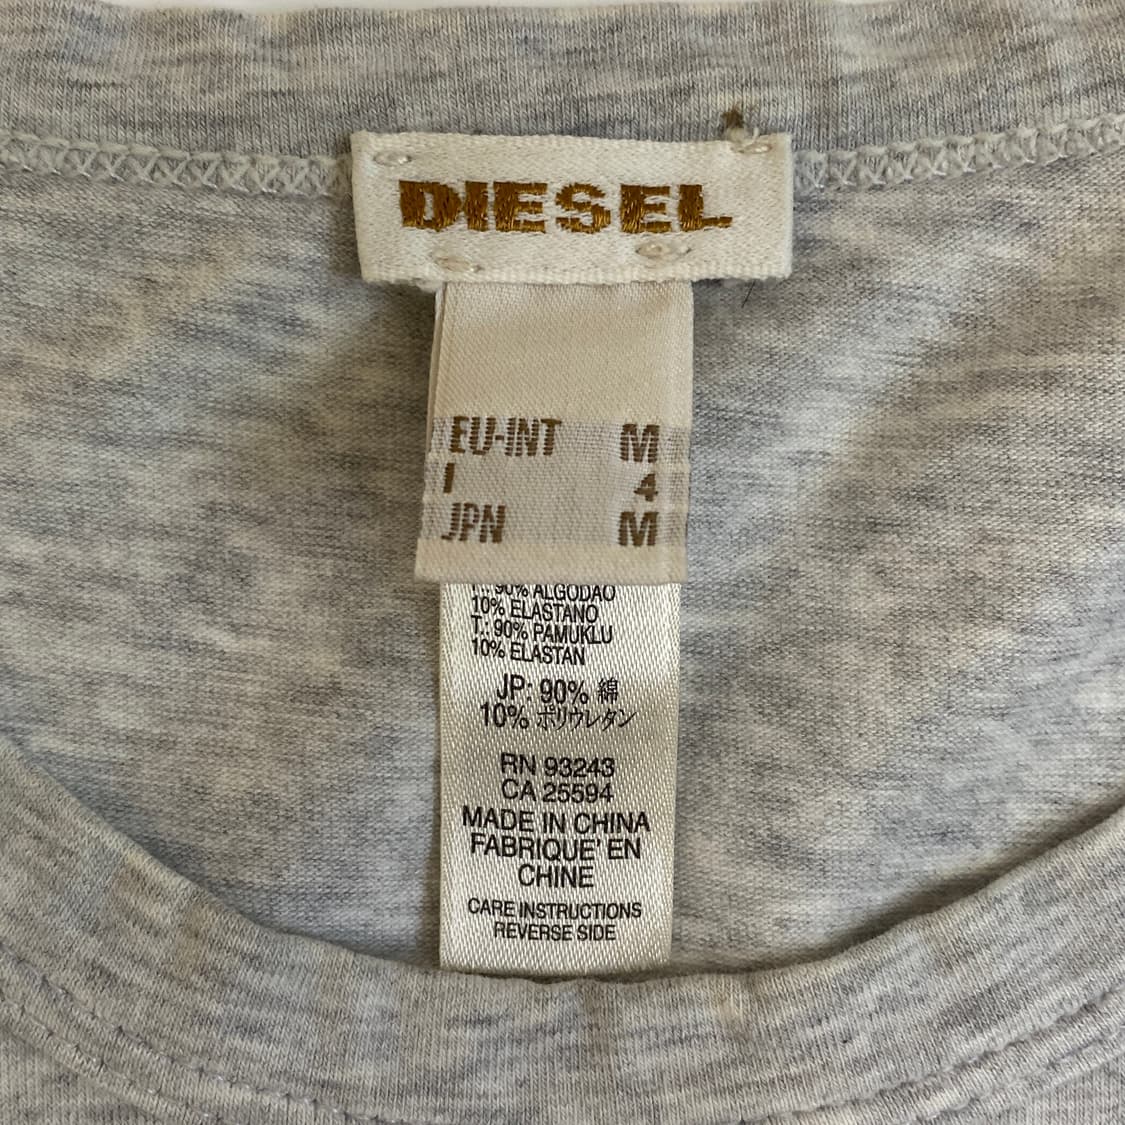 DIESEL
EU-INT M
I 4
JPN M
90% ALGODAO
10% ELASTANO
T.: 90% PAMUKLU
10% ELASTAN
JP: 90% 綿
10% ポリウレタン
RN 93243
CA 25594
MADE IN CHINA
FABRIQUE' EN
CHINE
CARE INSTRUCTIONS
REVERSE SIDE